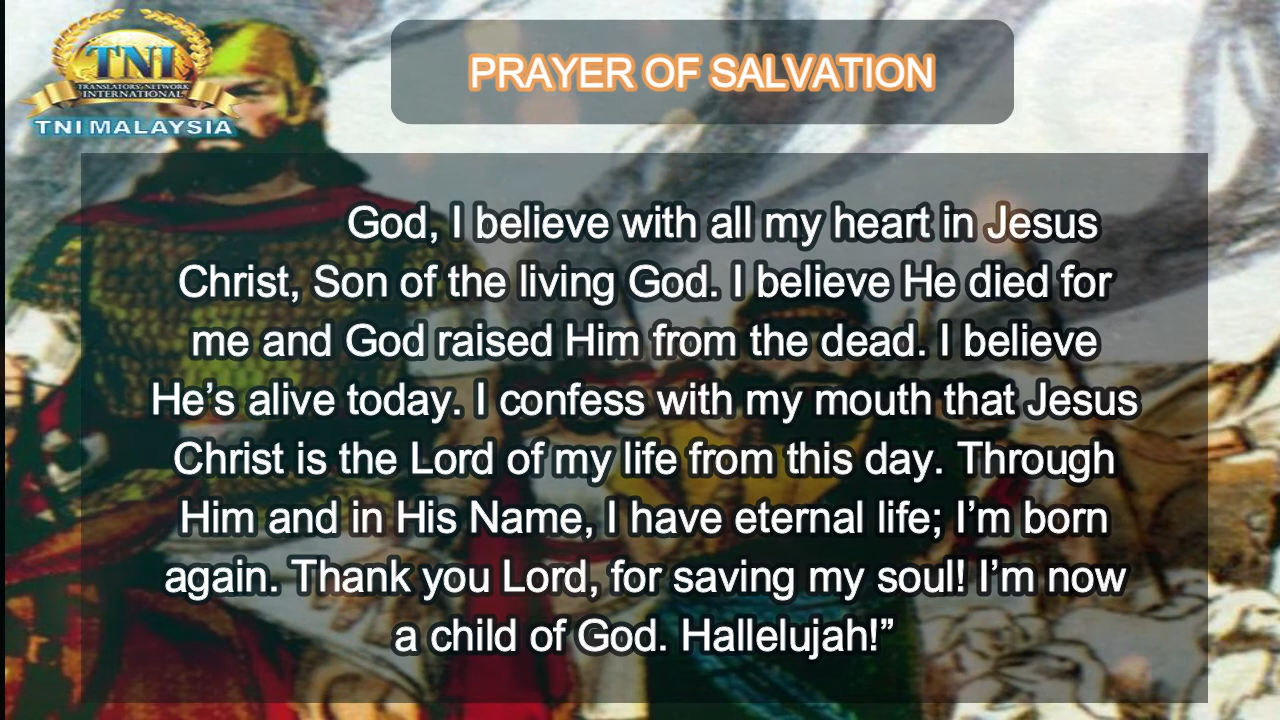 TNI
TRANSLATORS NETWORK
INTERNATIONAL
TNI MALAYSIA
PRAYER OF SALVATION
God, I believe with all my heart in Jesus
Christ, Son of the living God. I believe He died for
me and God raised Him from the dead. I believe
He’s alive today. I confess with my mouth that Jesus
Christ is the Lord of my life from this day. Through
Him and in His Name, I have eternal life; I’m born
again. Thank you Lord, for saving my soul! I’m now
a child of God. Hallelujah!”